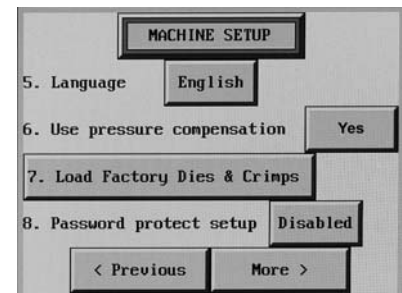 MACHINE SETUP
5. Language English
6. Use pressure compensation Yes
7. Load Factory Dies & Crimps
8. Password protect setup Disabled
< Previous More >